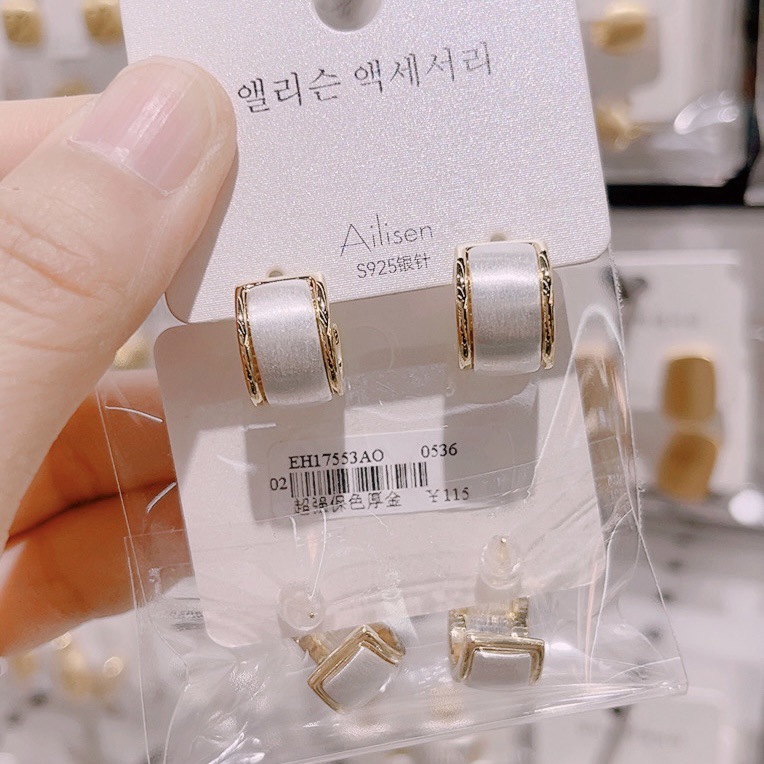 앨리슨 액세서리
Ailisen
S925银针
EH17553AO 0536
02
超强保色厚金 ￥115